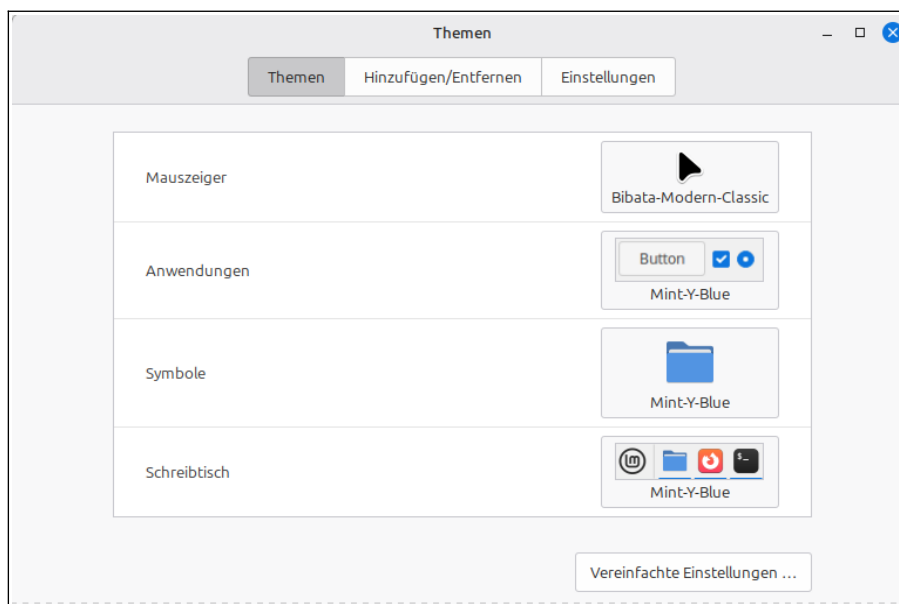 Themen
Themen Hinzufügen/Entfernen Einstellungen
Mauszeiger
Bibata-Modern-Classic
Anwendungen
Button
Mint-Y-Blue
Symbole
Mint-Y-Blue
Schreibtisch
$_
Mint-Y-Blue
Vereinfachte Einstellungen ...